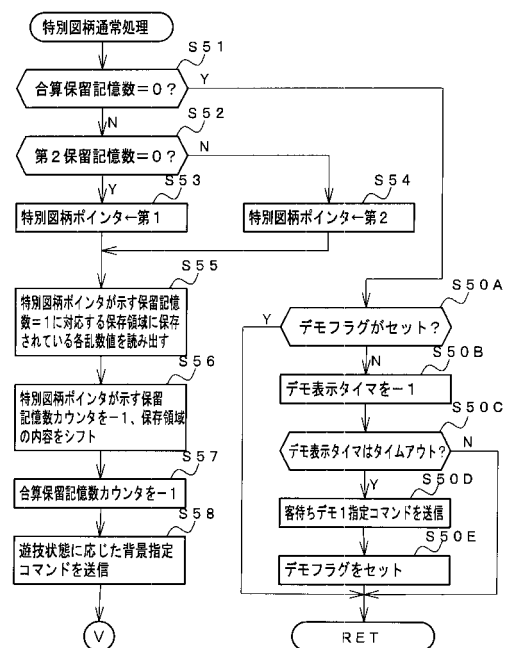 特別図柄通常処理
S51
合算保留記憶数=0?
Y
N
S52
第2保留記憶数=0?
N
Y
S53
特別図柄ポインタ←第1
S54
特別図柄ポインタ←第2
S55
特別図柄ポインタが示す保留記憶
数=1に対応する保存領域に保存
されている各乱数値を読み出す
S56
特別図柄ポインタが示す保留
記憶数カウンタを-1、保存領域
の内容をシフト
S57
合算保留記憶数カウンタを-1
S58
遊技状態に応じた背景指定
コマンドを送信
V
S50A
デモフラグがセット?
Y
N
S50B
デモ表示タイマを-1
S50C
デモ表示タイマはタイムアウト?
N
Y
S50D
客待ちデモ1指定コマンドを送信
S50E
デモフラグをセット
RET